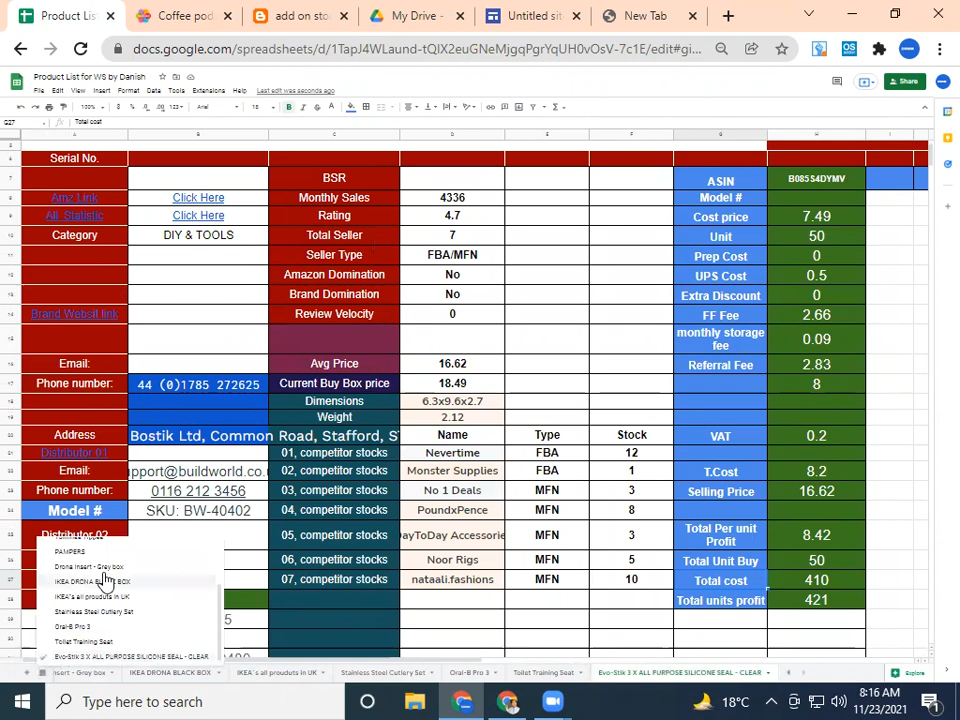 Product List
Coffee pod
add on sto
My Drive -
Untitled sit
New Tab
docs.google.com/spreadsheets/d/1TapJ4WLaund-tQIX2euGNeMjgqPgrYqUH0vOsV-7c1E/edit#gi...
Product List for WS by Danish
File Edit View Insert Format Data Tools Extensions Help Last edit was seconds ago
Share
100% $ % .0 .00 123 Arial 18 B I S A
G27 fx Total cost
A B C D E F G H I
Serial No.
BSR ASIN B085S4DYMV
Amz Link Click Here Monthly Sales 4336 Model #
All Statistic Click Here Rating 4.7 Cost price 7.49
Category DIY & TOOLS Total Seller 7 Unit 50
Seller Type FBA/MFN Prep Cost 0
Amazon Domination No UPS Cost 0.5
Brand Domination No Extra Discount 0
Brand Websit link Review Velocity 0 FF Fee 2.66
monthly storage fee 0.09
Email: Avg Price 16.62 Referral Fee 2.83
Phone number: 44 (0)1785 272625 Current Buy Box price 18.49 8
Dimensions 6.3x9.6x2.7
Weight 2.12
Address Bostik Ltd, Common Road, Stafford, S Name Type Stock VAT 0.2
Distributor 01 01, competitor stocks Nevertime FBA 12
Email: pport@buildworld.co. 02, competitor stocks Monster Supplies FBA 1 T.Cost 8.2
Phone number: 0116 212 3456 03, competitor stocks No 1 Deals MFN 3 Selling Price 16.62
Model # SKU: BW-40402 04, competitor stocks PoundxPence MFN 8
Distributor 02 05, competitor stocks DayToDay Accessorie MFN 3 Total Per unit Profit 8.42
06, competitor stocks Noor Rigs MFN 5 Total Unit Buy 50
07, competitor stocks nataali.fashions MFN 10 Total cost 410
Total units profit 421
PAMPERS
Drona Insert - Grey box
IKEA DRONA BLACK BOX
IKEA's all prouducts in UK
Stainless Steel Cutlery Set
Oral-B Pro 3
Toilet Training Seat
Evo-Stik 3 X ALL PURPOSE SILICONE SEAL - CLEAR
Insert - Grey box IKEA DRONA BLACK BOX IKEA's all prouducts in UK Stainless Steel Cutlery Set Oral-B Pro 3 Toilet Training Seat Evo-Stik 3 X ALL PURPOSE SILICONE SEAL - CLEAR Explore
Type here to search
18°C
8:16 AM
11/23/2021
1